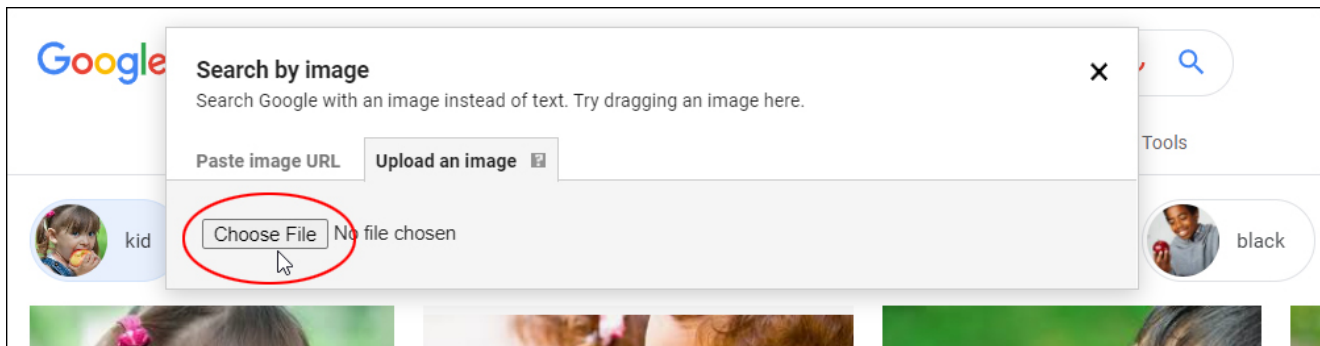 Google
Search by image
Search Google with an image instead of text. Try dragging an image here.
Paste image URL
Upload an image ?
Tools
Choose File No file chosen
kid
black